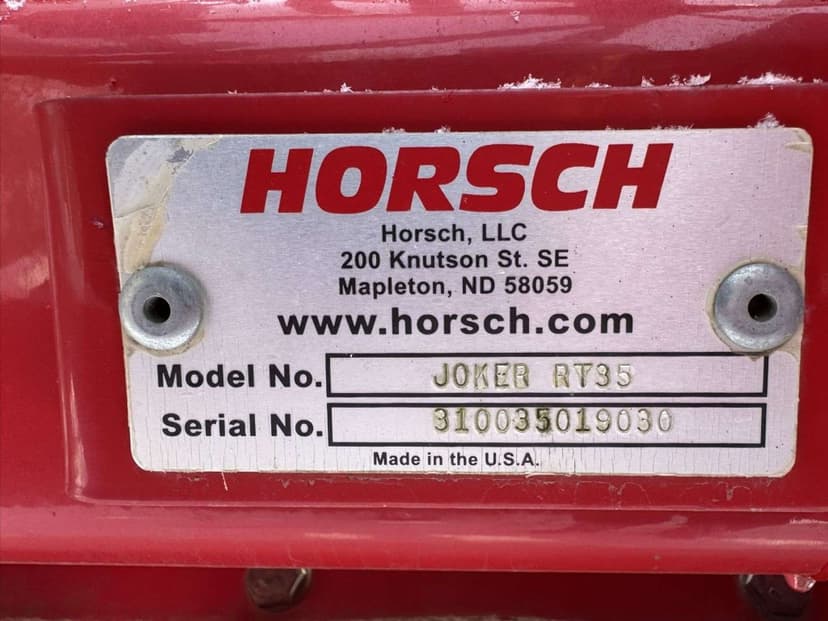 HORSCH
Horsch, LLC
200 Knutson St. SE
Mapleton, ND 58059
www.horsch.com
Model No. JOKER RT35
Serial No. 310035019030
Made in the U.S.A.